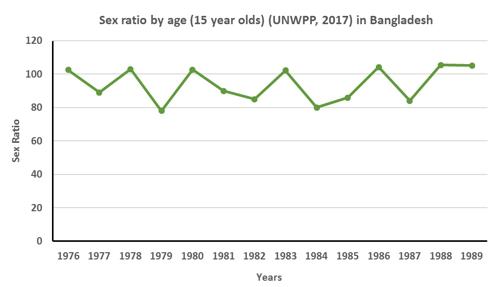 Sex ratio by age (15 year olds) (UNWPP, 2017) in Bangladesh
120
100
80
60
40
20
0
Sex Ratio
1976 1977 1978 1979 1980 1981 1982 1983 1984 1985 1986 1987 1988 1989
Years